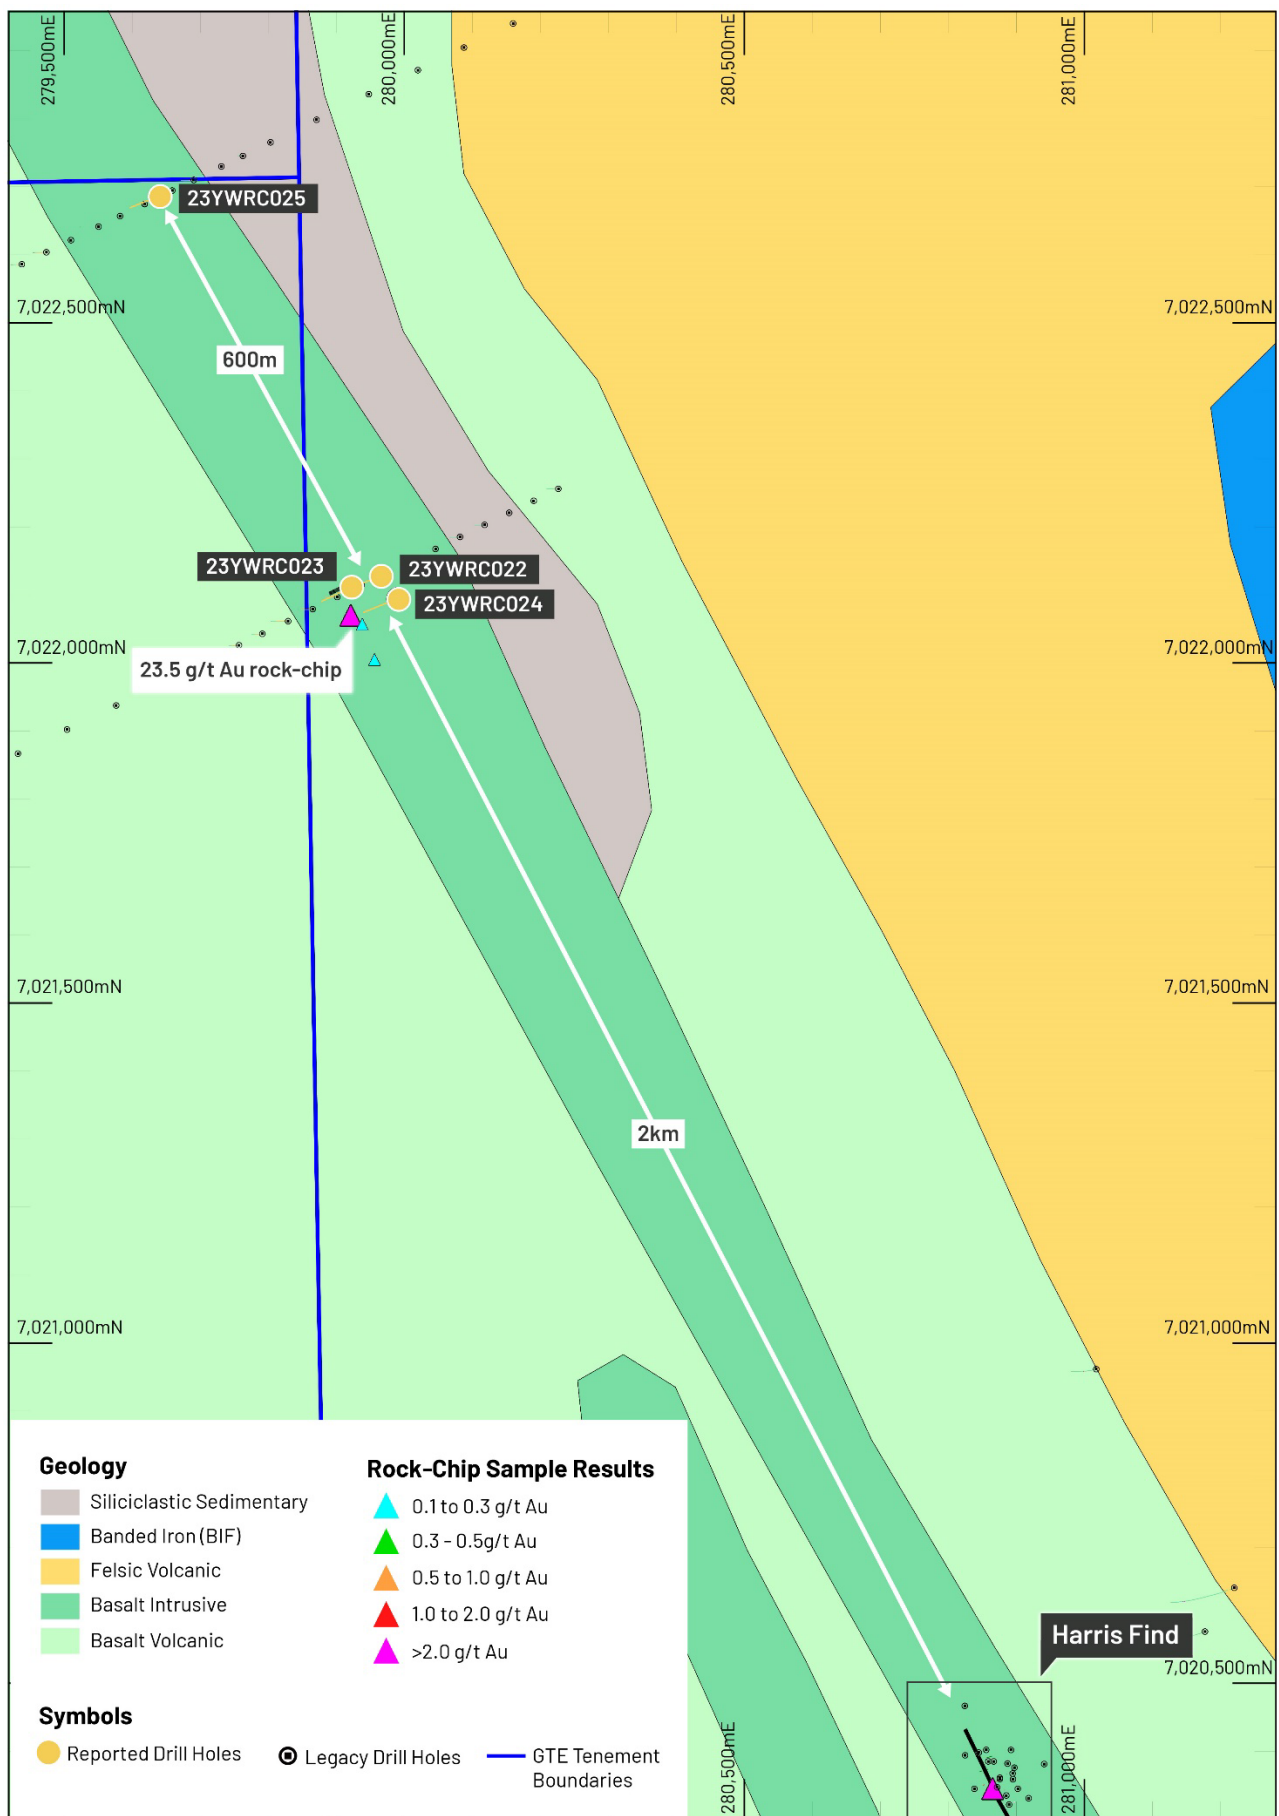 279,500mE
280,000mE
280,500mE
281,000mE
23YWRC025
7,022,500mN
7,022,500mN
600m
23YWRC023
23YWRC022
23YWRC024
7,022,000mN
7,022,000mN
23.5 g/t Au rock-chip
7,021,500mN
7,021,500mN
2km
7,021,000mN
7,021,000mN
Geology
Siliciclastic Sedimentary
Banded Iron (BIF)
Felsic Volcanic
Basalt Intrusive
Basalt Volcanic
Rock-Chip Sample Results
0.1 to 0.3 g/t Au
0.3 - 0.5g/t Au
0.5 to 1.0 g/t Au
1.0 to 2.0 g/t Au
>2.0 g/t Au
Symbols
Reported Drill Holes
Legacy Drill Holes
GTE Tenement
Boundaries
Harris Find
7,020,500mN
280,500mE
281,000mE